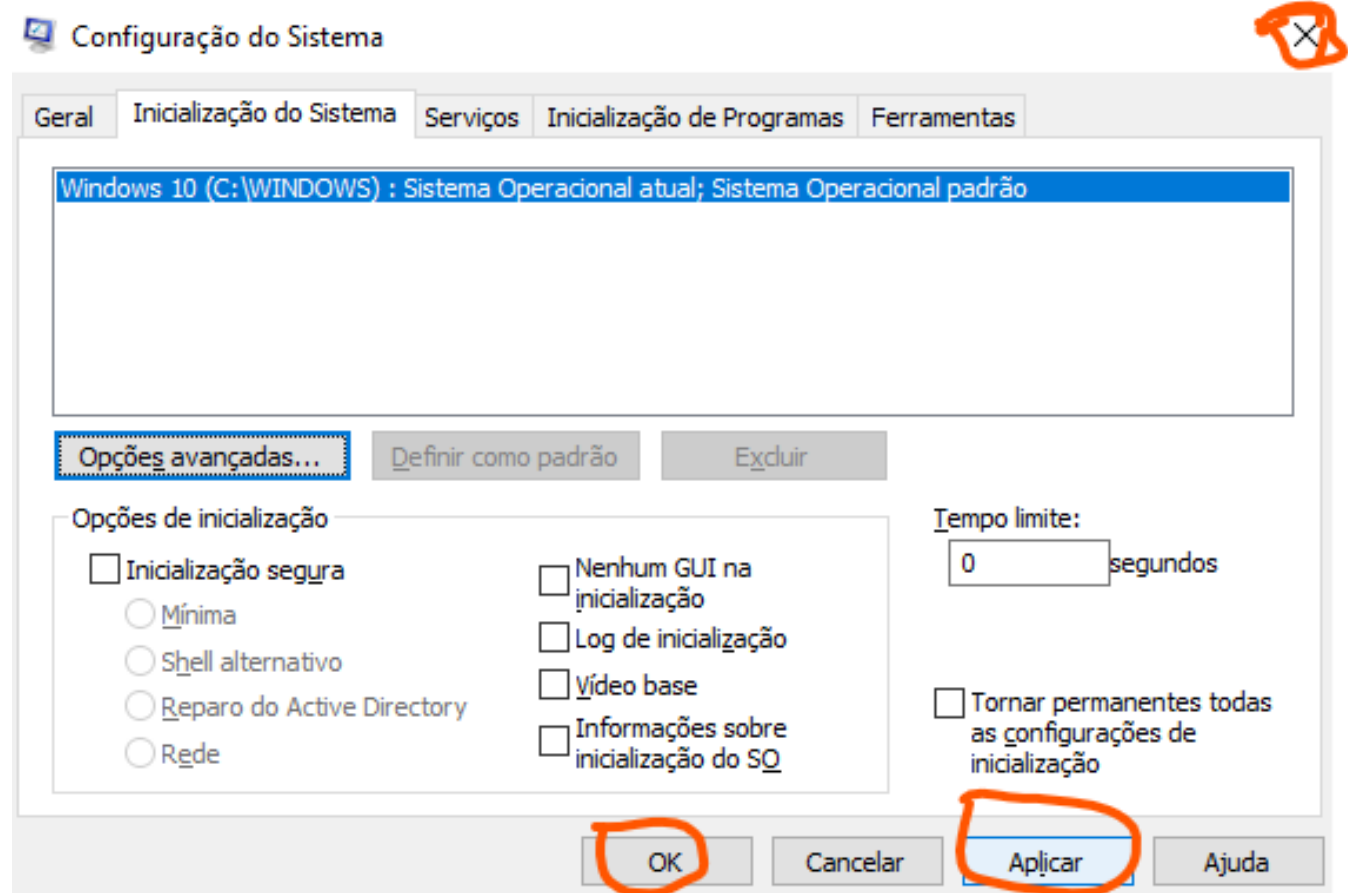 Configuração do Sistema
Geral
Inicialização do Sistema
Serviços
Inicialização de Programas
Ferramentas
Windows 10 (C:\WINDOWS) : Sistema Operacional atual; Sistema Operacional padrão
Opções avançadas...
Definir como padrão
Excluir
Opções de inicialização
Inicialização segura
Mínima
Shell alternativo
Reparo do Active Directory
Rede
Nenhum GUI na
inicialização
Log de inicialização
Vídeo base
Informações sobre
inicialização do SO
Tempo limite:
0 segundos
Tornar permanentes todas
as configurações de
inicialização
OK
Cancelar
Aplicar
Ajuda